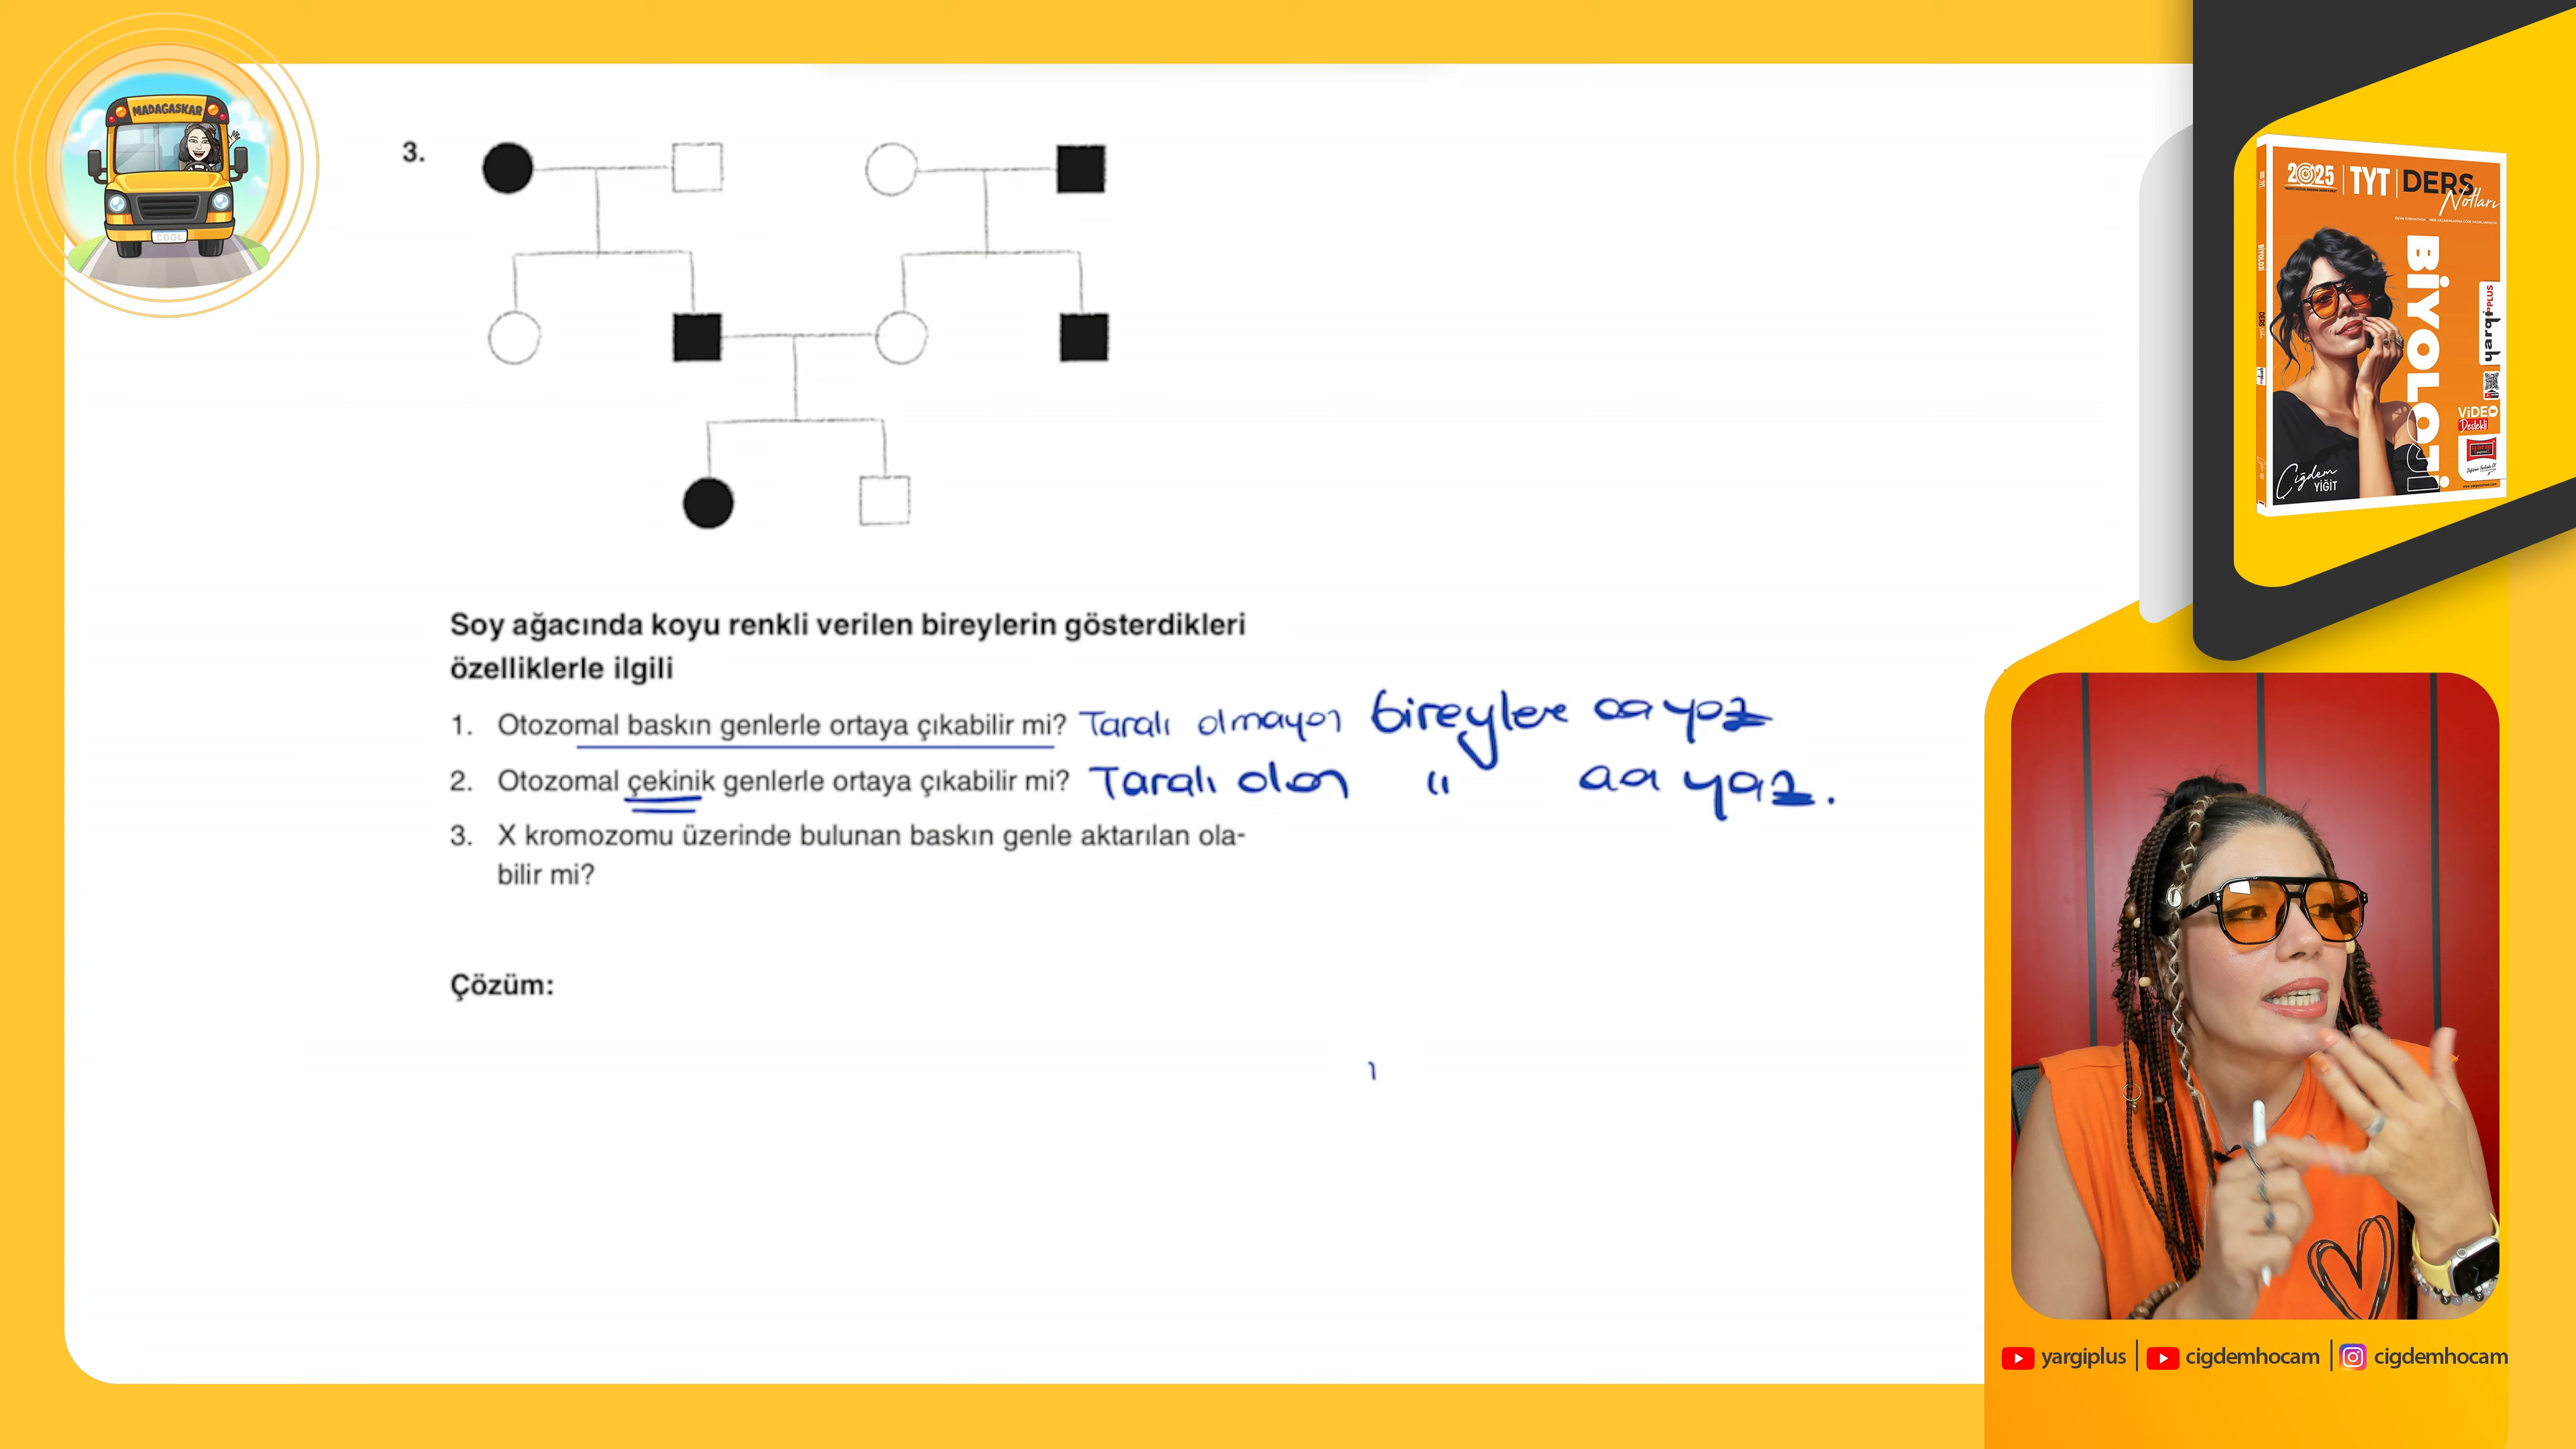 MADAGASKAR
COOL
3.
Soy ağacında koyu renkli verilen bireylerin gösterdikleri
özelliklerle ilgili
1. Otozomal baskın genlerle ortaya çıkabilir mi? Taralı olmayan bireylere aa yaz
2. Otozomal çekinik genlerle ortaya çıkabilir mi? Taralı olan " aa yaz.
3. X kromozomu üzerinde bulunan baskın genle aktarılan ola-
bilir mi?
Çözüm:
2025 TYT DERS
Notları
BİYOLOJİ
yargı PLUS
VİDEO
Destekli
Çiğdem
YİĞİT
yargiplus | cigdemhocam | cigdemhocam